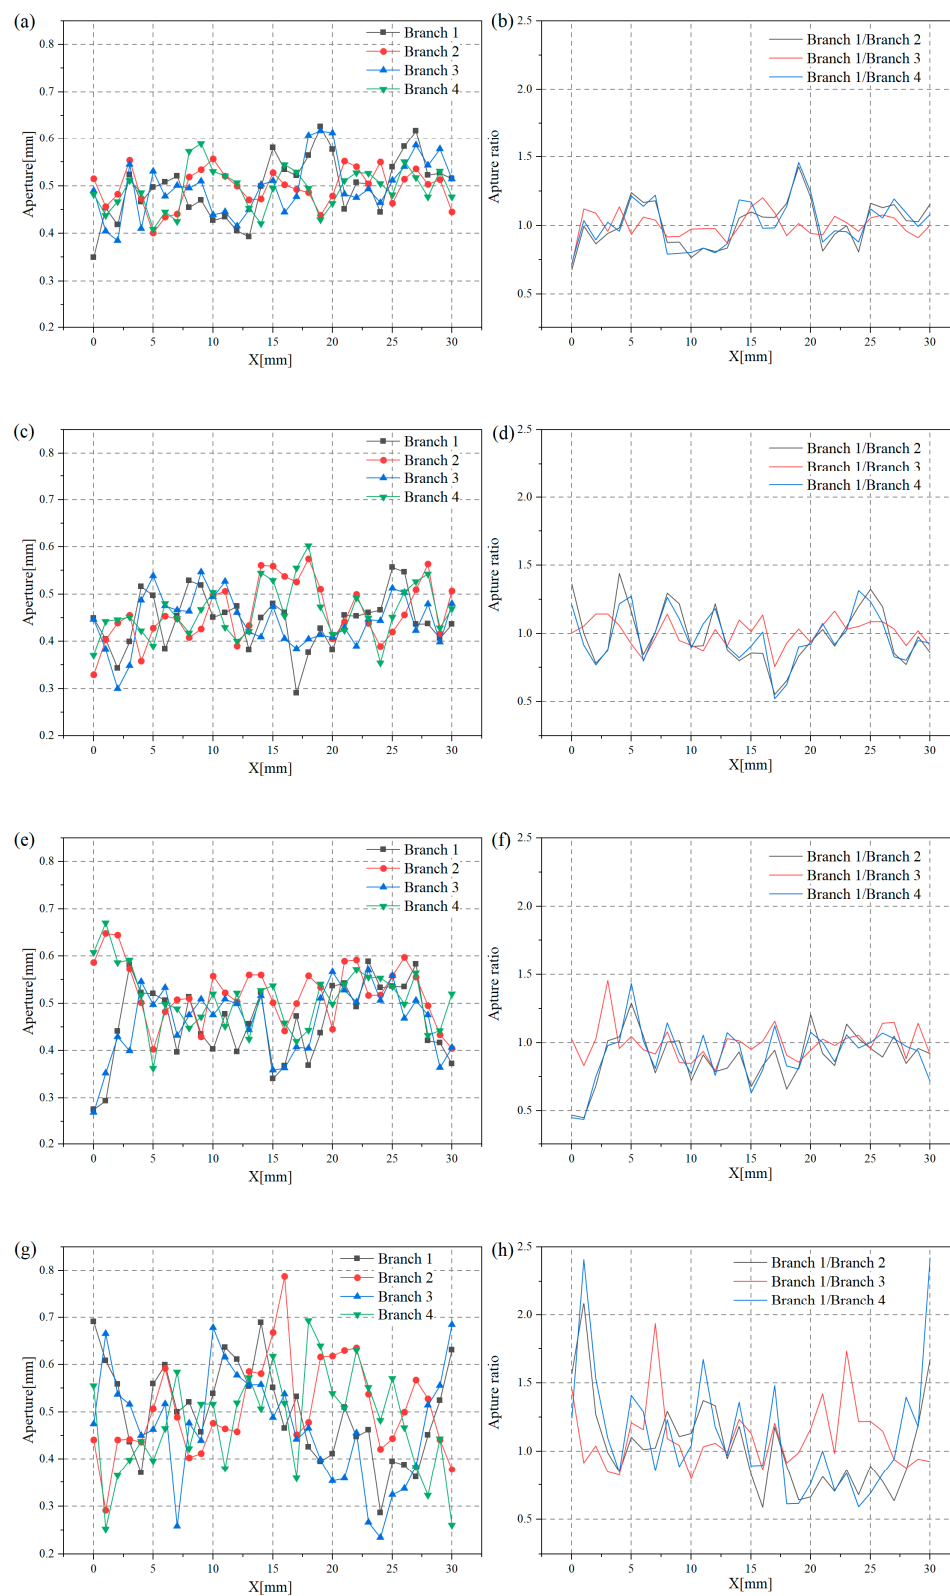 (a)
Branch 1
Branch 2
Branch 3
Branch 4
0.8
0.7
0.6
0.5
0.4
0.3
0.2
Aperture[mm]
0 5 10 15 20 25 30
X[mm]
(b)
Branch 1/Branch 2
Branch 1/Branch 3
Branch 1/Branch 4
2.5
2.0
1.5
1.0
0.5
Apture ratio
0 5 10 15 20 25 30
X[mm]
(c)
Branch 1
Branch 2
Branch 3
Branch 4
0.8
0.7
0.6
0.5
0.4
0.3
0.2
Aperture[mm]
0 5 10 15 20 25 30
X[mm]
(d)
Branch 1/Branch 2
Branch 1/Branch 3
Branch 1/Branch 4
2.5
2.0
1.5
1.0
0.5
Apture ratio
0 5 10 15 20 25 30
X[mm]
(e)
Branch 1
Branch 2
Branch 3
Branch 4
0.8
0.7
0.6
0.5
0.4
0.3
0.2
Aperture[mm]
0 5 10 15 20 25 30
X[mm]
(f)
Branch 1/Branch 2
Branch 1/Branch 3
Branch 1/Branch 4
2.5
2.0
1.5
1.0
0.5
Apture ratio
0 5 10 15 20 25 30
X[mm]
(g)
Branch 1
Branch 2
Branch 3
Branch 4
0.8
0.7
0.6
0.5
0.4
0.3
0.2
Aperture[mm]
0 5 10 15 20 25 30
X[mm]
(h)
Branch 1/Branch 2
Branch 1/Branch 3
Branch 1/Branch 4
2.5
2.0
1.5
1.0
0.5
Apture ratio
0 5 10 15 20 25 30
X[mm]